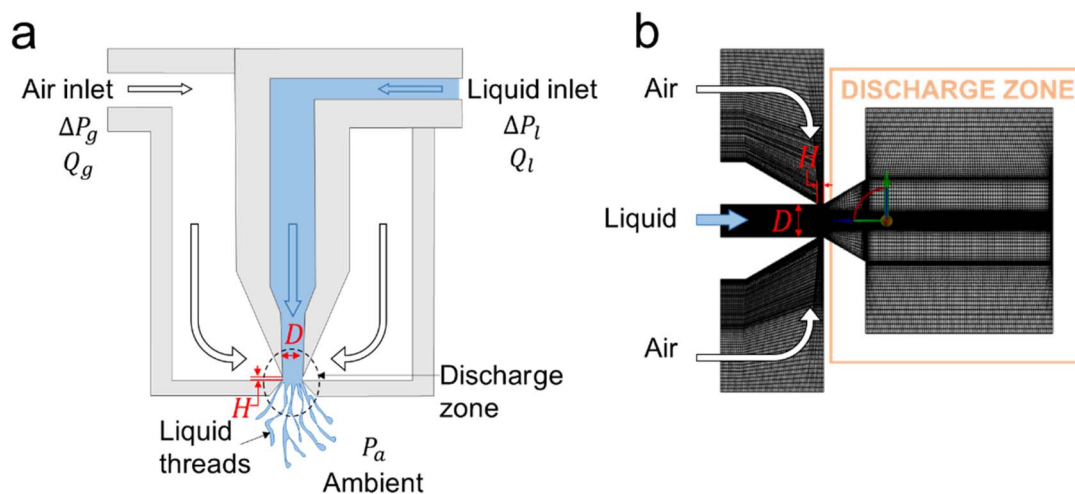 a
Air inlet
ΔP_g
Q_g
Liquid inlet
ΔP_l
Q_l
D
H
Discharge
zone
Liquid
threads
P_a
Ambient
b
DISCHARGE ZONE
Air
H
Liquid
D
Air